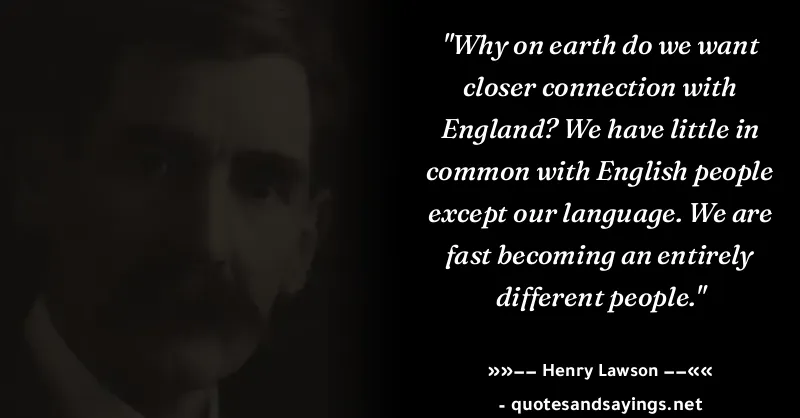 "Why on earth do we want
closer connection with
England? We have little in
common with English people
except our language. We are
fast becoming an entirely
different people."
»»–– Henry Lawson ––««
- quotesandsayings.net